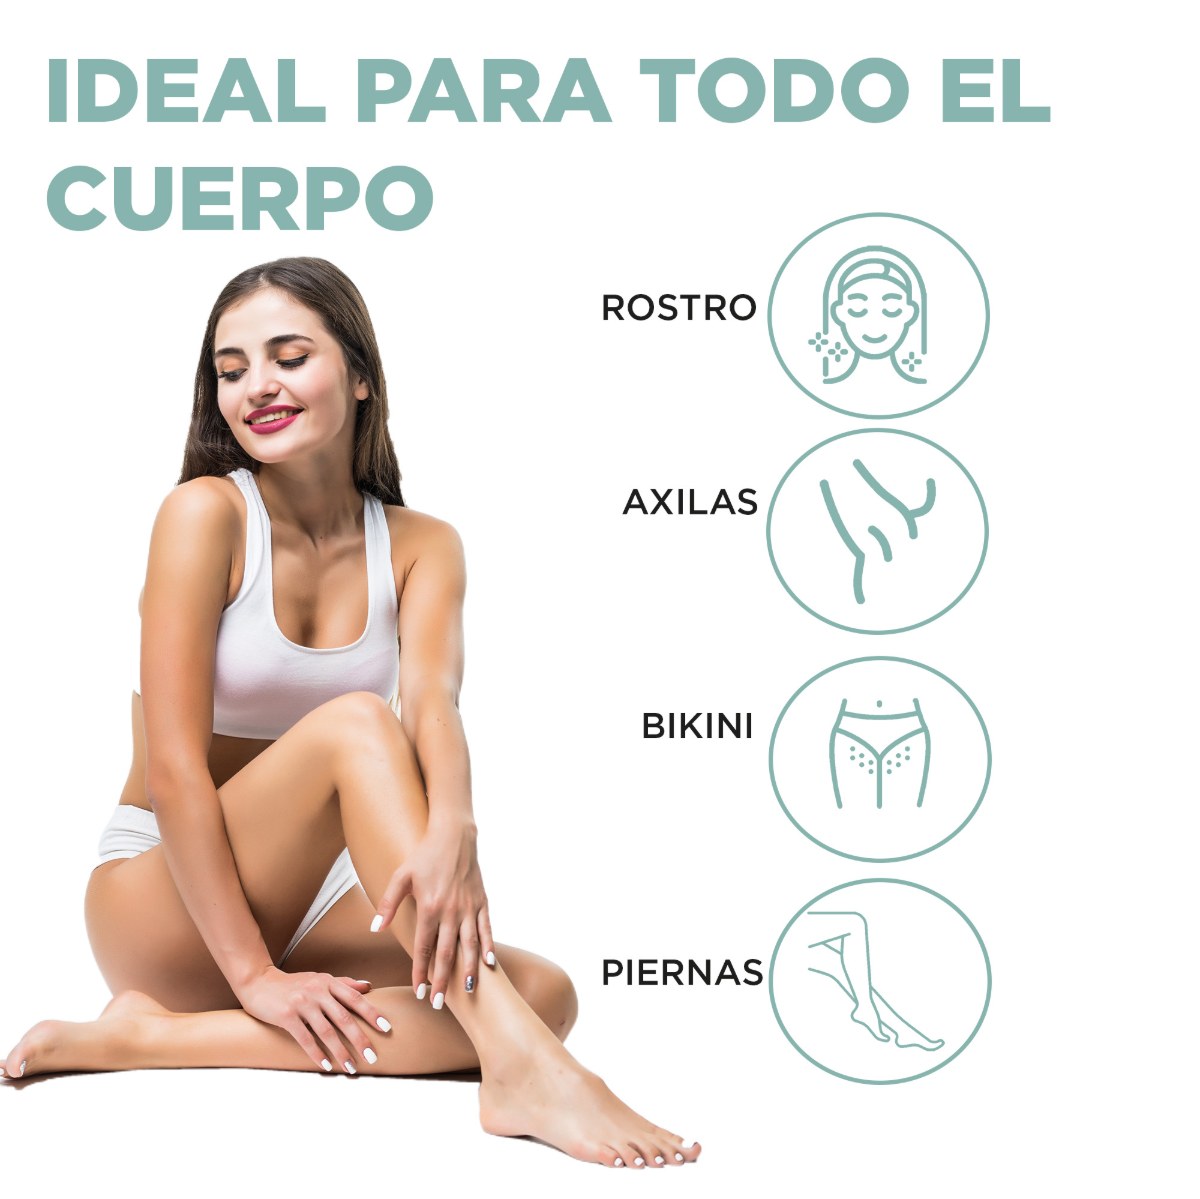 IDEAL PARA TODO EL
CUERPO
ROSTRO
AXILAS
BIKINI
PIERNAS